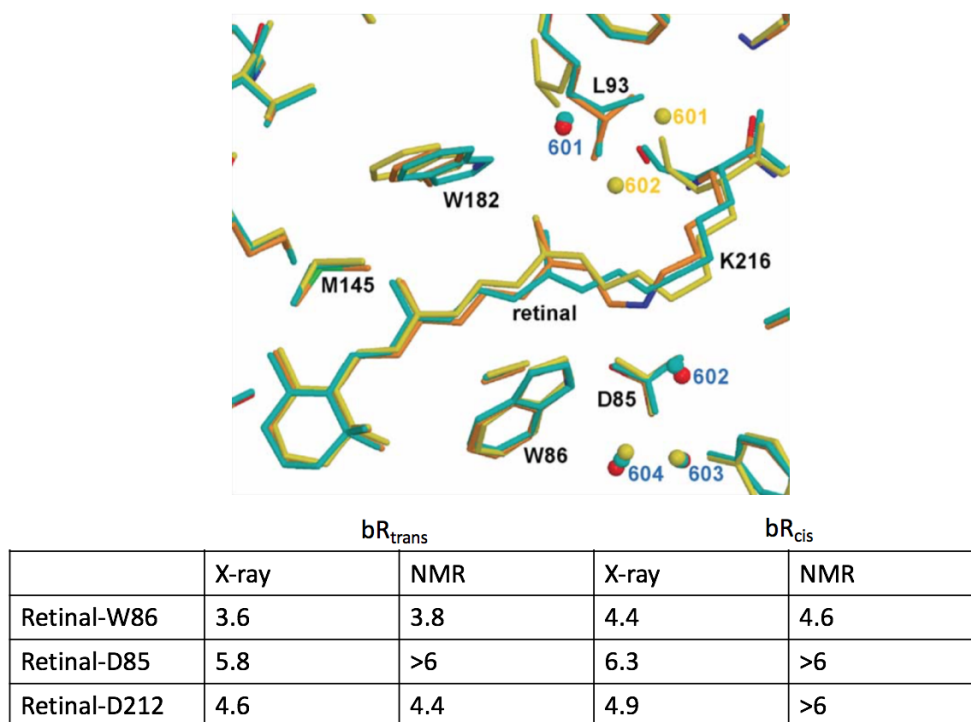 L93
601
601
602
W182
K216
M145
retinal
D85
602
W86
604
603
bRtrans bRcis
X-ray NMR X-ray NMR
Retinal-W86 3.6 3.8 4.4 4.6
Retinal-D85 5.8 >6 6.3 >6
Retinal-D212 4.6 4.4 4.9 >6